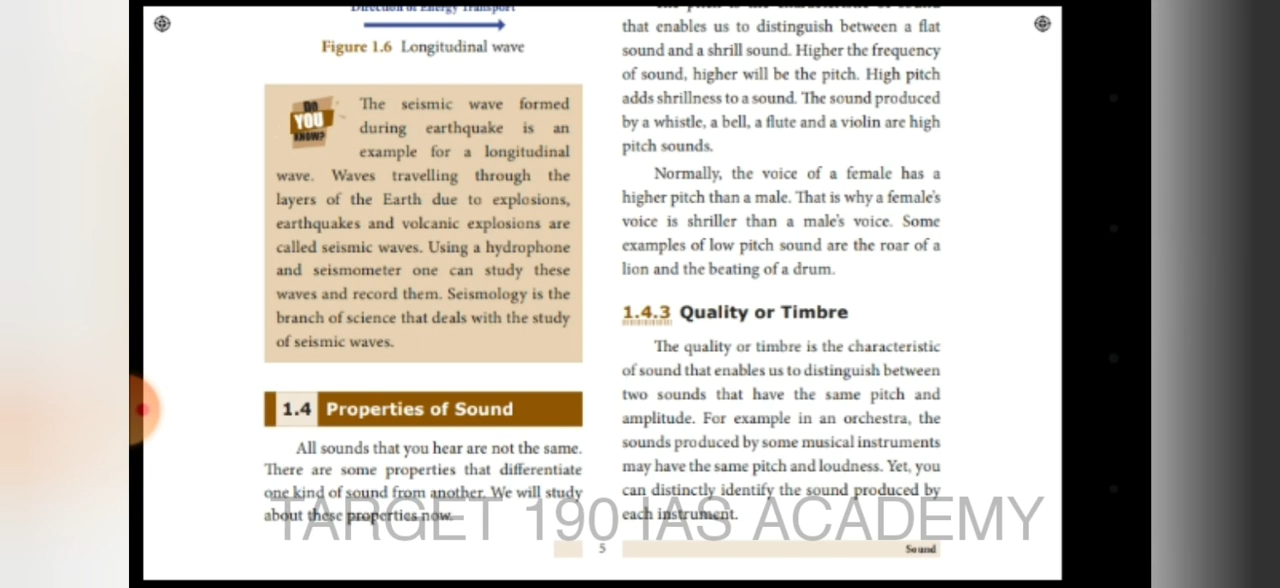 Direction of Energy Transport
Figure 1.6 Longitudinal wave
DO
YOU
KNOW?
The seismic wave formed
during earthquake is an
example for a longitudinal
wave. Waves travelling through the
layers of the Earth due to explosions,
earthquakes and volcanic explosions are
called seismic waves. Using a hydrophone
and seismometer one can study these
waves and record them. Seismology is the
branch of science that deals with the study
of seismic waves.
1.4 Properties of Sound
All sounds that you hear are not the same.
There are some properties that differentiate
one kind of sound from another. We will study
about these properties now.
that enables us to distinguish between a flat
sound and a shrill sound. Higher the frequency
of sound, higher will be the pitch. High pitch
adds shrillness to a sound. The sound produced
by a whistle, a bell, a flute and a violin are high
pitch sounds.
Normally, the voice of a female has a
higher pitch than a male. That is why a female's
voice is shriller than a male's voice. Some
examples of low pitch sound are the roar of a
lion and the beating of a drum.
1.4.3 Quality or Timbre
The quality or timbre is the characteristic
of sound that enables us to distinguish between
two sounds that have the same pitch and
amplitude. For example in an orchestra, the
sounds produced by some musical instruments
may have the same pitch and loudness. Yet, you
can distinctly identify the sound produced by
each instrument.
TARGET 190 IAS ACADEMY
5
Sound